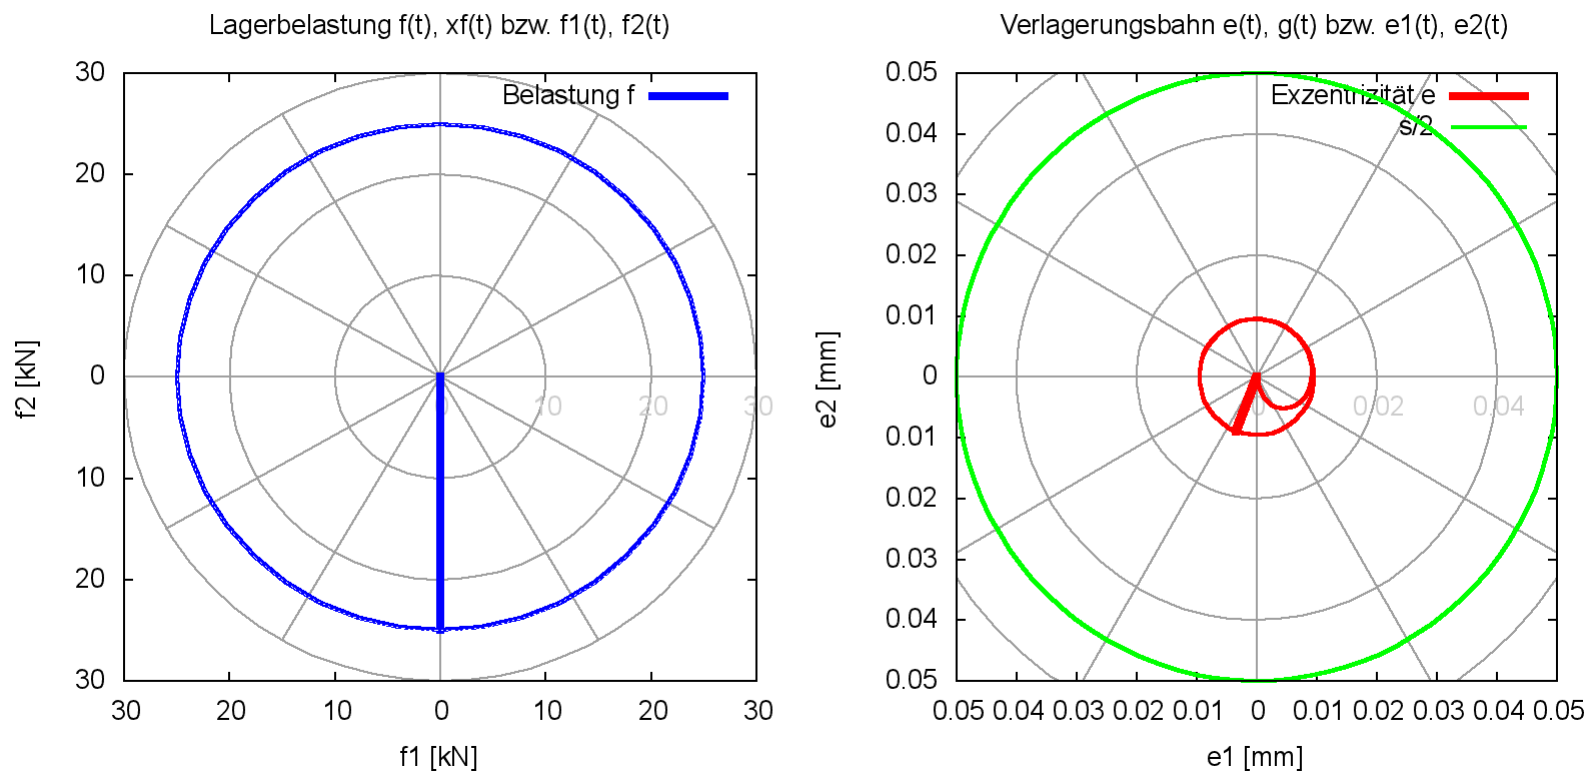 Lagerbelastung f(t), xf(t) bzw. f1(t), f2(t)
30
20
10
0
10
20
30
f2 [kN]
Belastung f
0 10 20 30
30 20 10 0 10 20 30
f1 [kN]
Verlagerungsbahn e(t), g(t) bzw. e1(t), e2(t)
0.05
0.04
0.03
0.02
0.01
0
0.01
0.02
0.03
0.04
0.05
e2 [mm]
Exzentrizität e
s/2
0.02 0.04
0.05 0.04 0.03 0.02 0.01 0 0.01 0.02 0.03 0.04 0.05
e1 [mm]